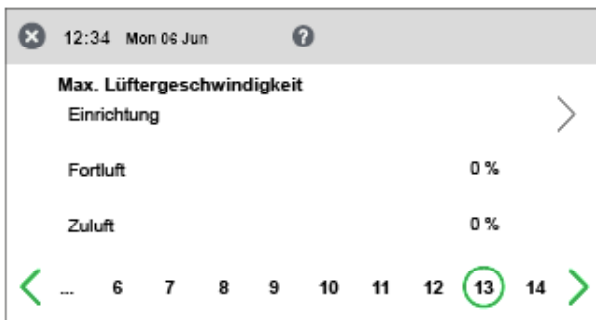 12:34 Mon 06 Jun ?
Max. Lüftergeschwindigkeit
Einrichtung
Fortluft 0 %
Zuluft 0 %
... 6 7 8 9 10 11 12 13 14